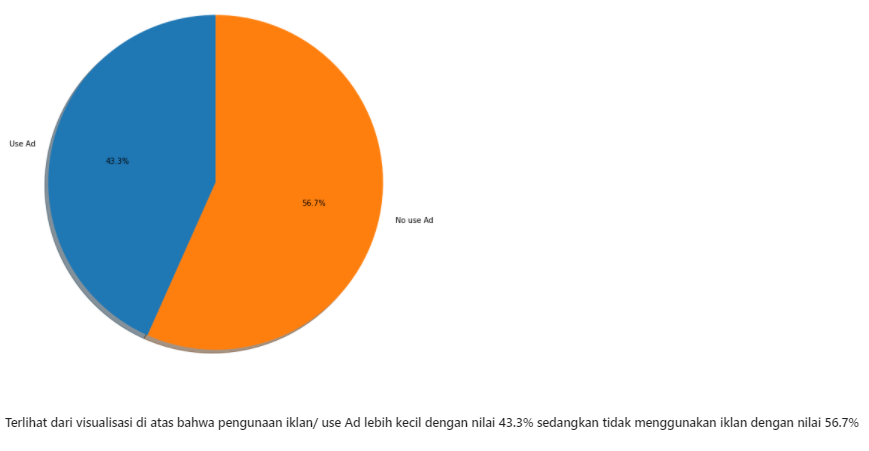 Use Ad
43.3%
56.7%
No use Ad
Terlihat dari visualisasi di atas bahwa pengunaan iklan/ use Ad lebih kecil dengan nilai 43.3% sedangkan tidak menggunakan iklan dengan nilai 56.7%